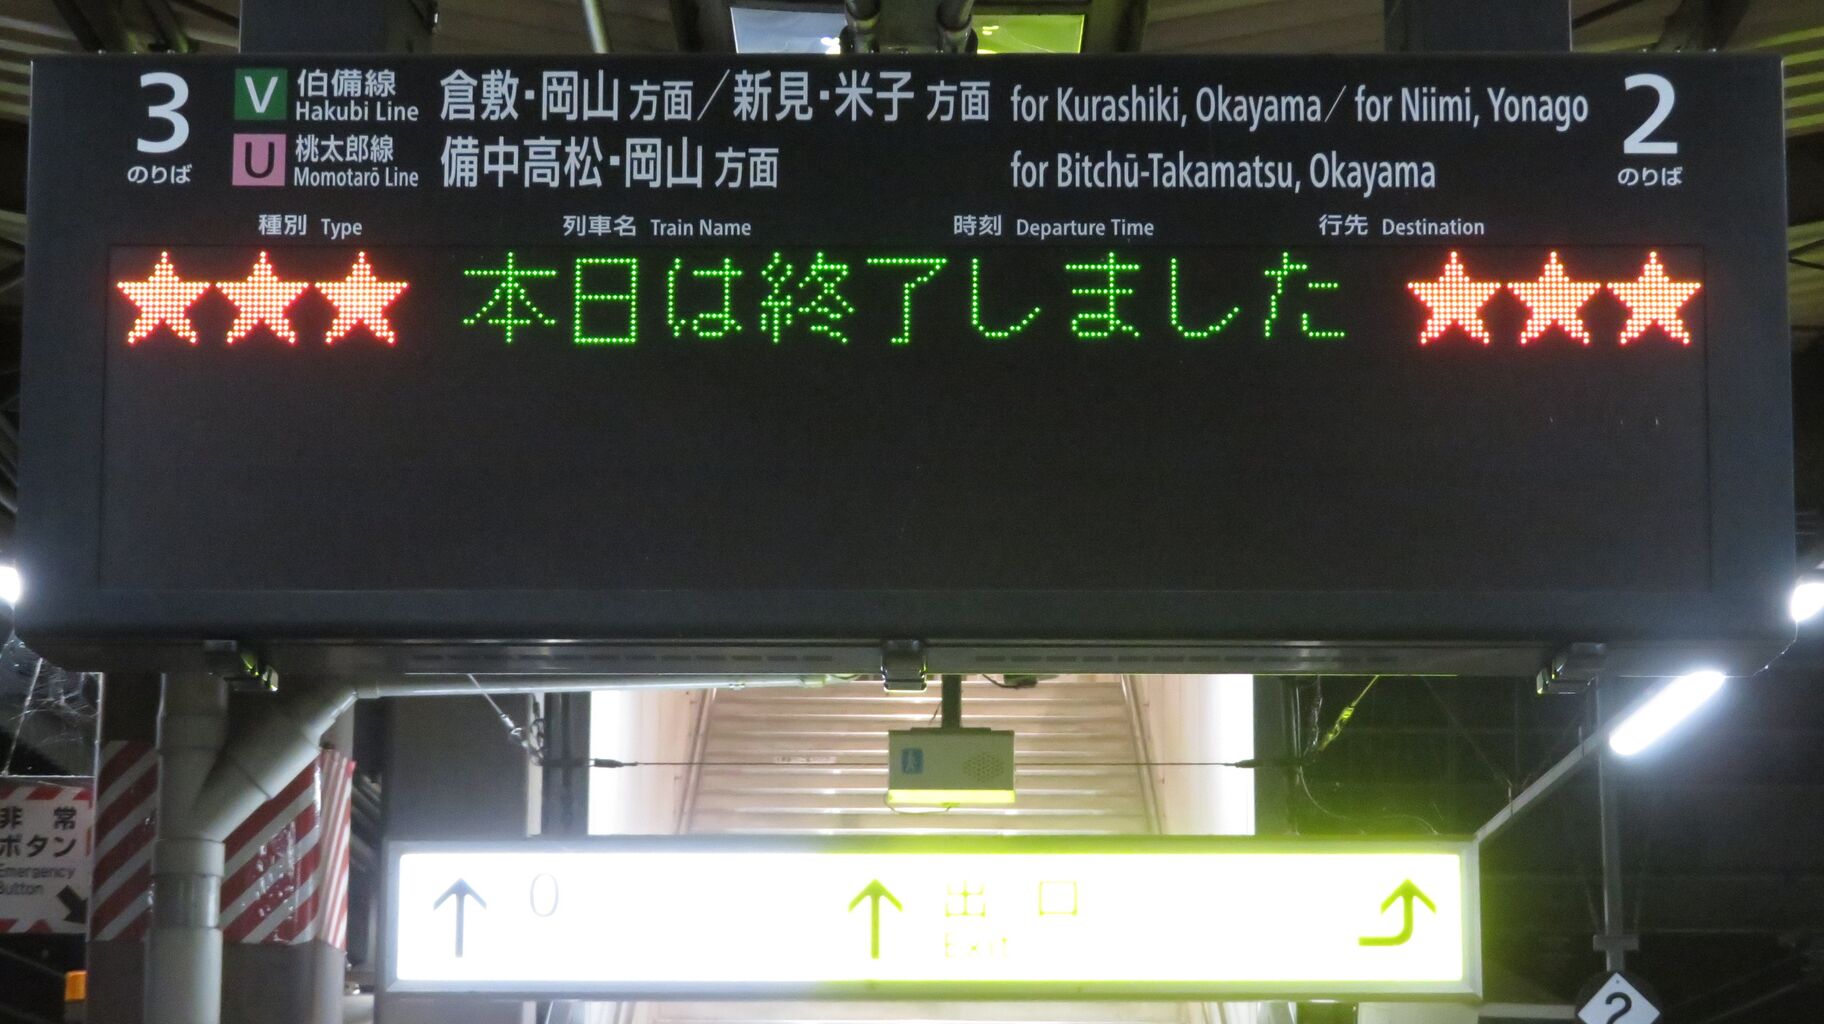 3 のりば V 伯備線 Hakubi Line 倉敷・岡山方面／新見・米子方面 for Kurashiki, Okayama / for Niimi, Yonago 2 のりば
U 桃太郎線 Momotarō Line 備中高松・岡山方面 for Bitchū-Takamatsu, Okayama
種別 Type 列車名 Train Name 時刻 Departure Time 行先 Destination
★★★ 本日は終了しました ★★★
非常
ボタン
Emergency
Button
↑ 0 ↑ 出口
Exit
?